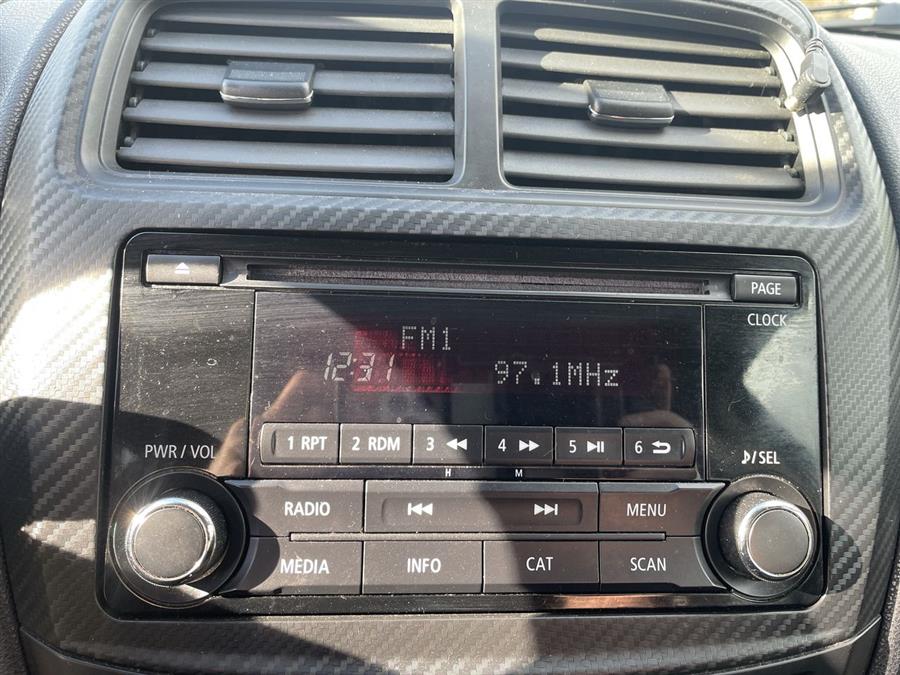 PAGE
CLOCK
FM1
12:31 97.1MHz
1 RPT 2 RDM 3 4 5 6
H M
PWR / VOL
♪/SEL
RADIO MENU
MEDIA INFO CAT SCAN